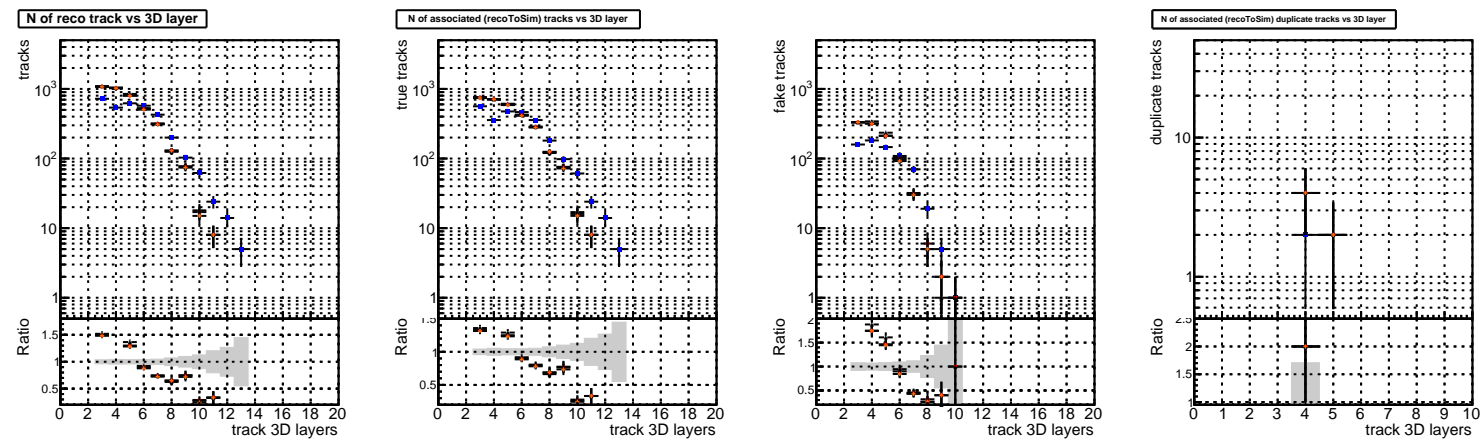 N of reco track vs 3D layer
tracks
10³
10²
10
1
Ratio
1.5
1
0.5
0 2 4 6 8 10 12 14 16 18 20
track 3D layers
N of associated (recoToSim) tracks vs 3D layer
true tracks
10³
10²
10
1
Ratio
1.5
1
0.5
0 2 4 6 8 10 12 14 16 18 20
track 3D layers
fake tracks
10³
10²
10
1
Ratio
2
1.5
1
0.5
0 2 4 6 8 10 12 14 16 18 20
track 3D layers
N of associated (recoToSim) duplicate tracks vs 3D layer
duplicate tracks
10
1
Ratio
2.5
2
1.5
1
0 1 2 3 4 5 6 7 8 9 10
track 3D layers